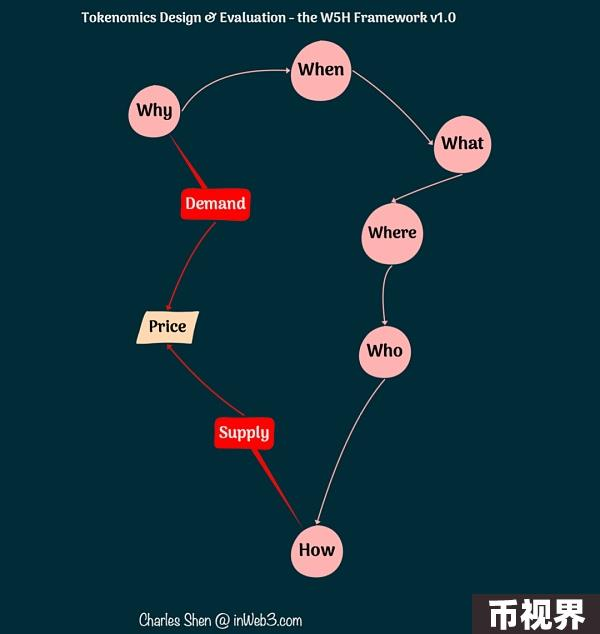 Tokenomics Design & Evaluation - the W5H Framework v1.0
When
Why
What
Demand
Where
Price
Who
Supply
How
Charles Shen @ inWeb3.com
币视界